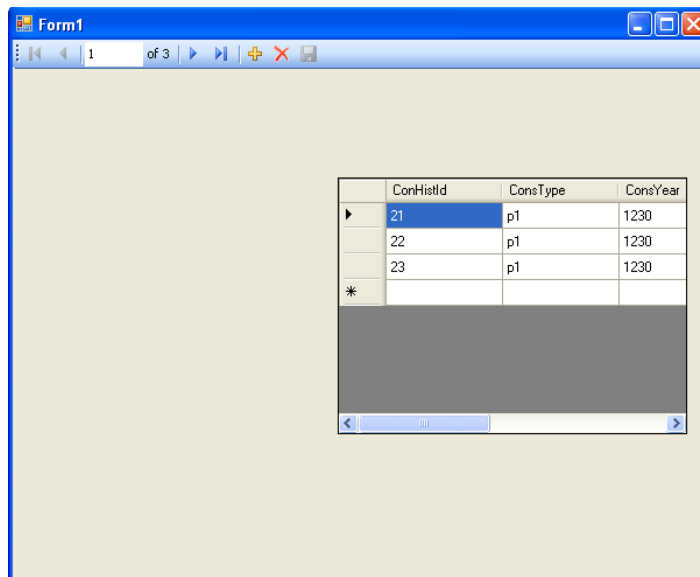 Form1
1 of 3
ConHistId ConsType ConsYear
21 p1 1230
22 p1 1230
23 p1 1230